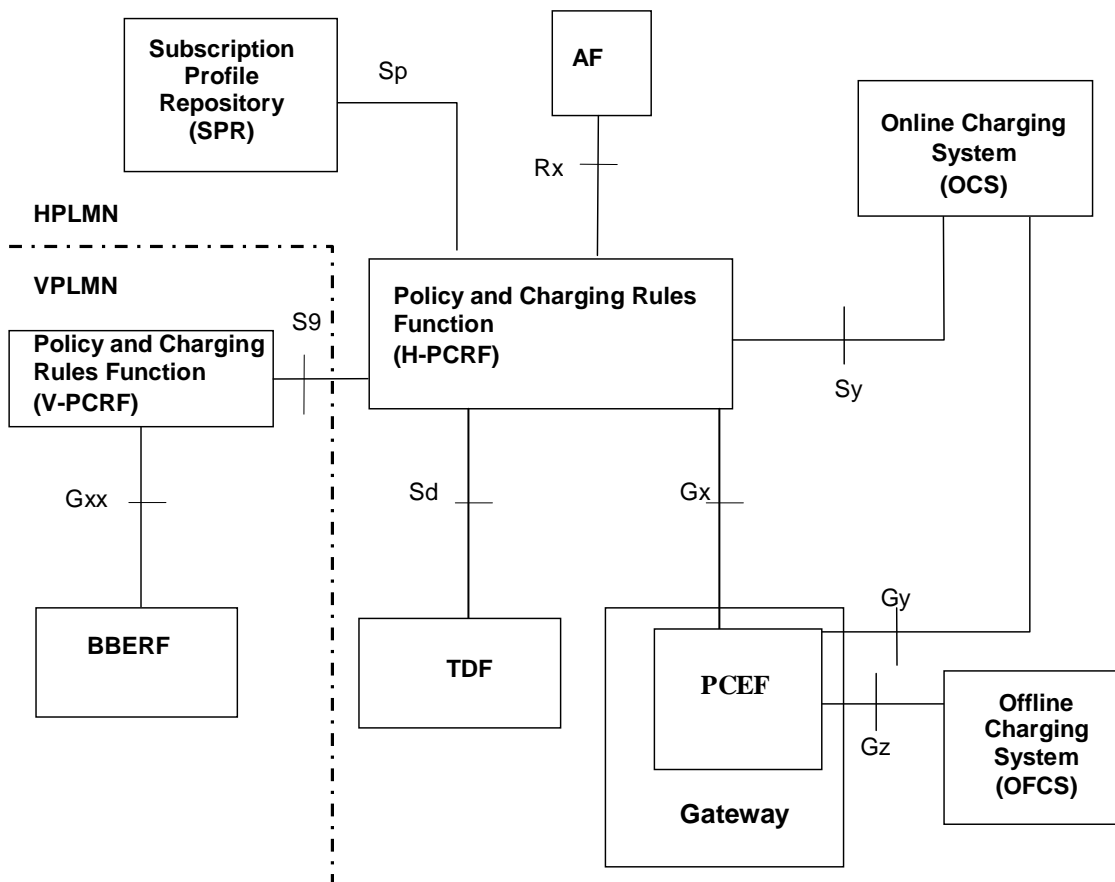 Subscription
Profile
Repository
(SPR)
Sp
AF
Rx
Online Charging
System
(OCS)
HPLMN
VPLMN
S9
Policy and Charging Rules
Function
(H-PCRF)
Policy and Charging
Rules Function
(V-PCRF)
Sy
Gxx
Sd
Gx
Gy
BBERF
TDF
PCEF
Gz
Offline
Charging
System
(OFCS)
Gateway